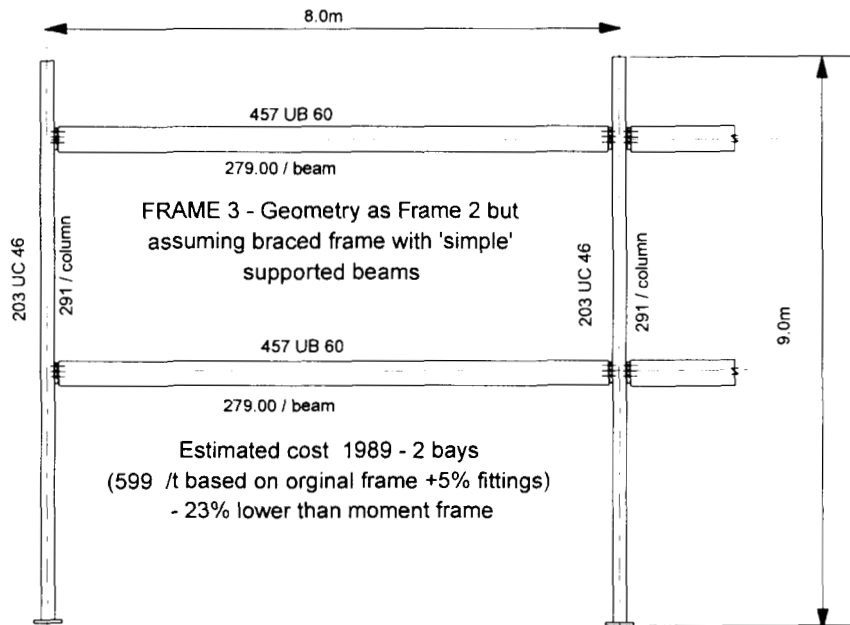 8.0m
457 UB 60
279.00 / beam
FRAME 3 - Geometry as Frame 2 but
assuming braced frame with 'simple'
supported beams
203 UC 46
291 / column
203 UC 46
291 / column
9.0m
457 UB 60
279.00 / beam
Estimated cost 1989 - 2 bays
(599 /t based on orginal frame +5% fittings)
- 23% lower than moment frame